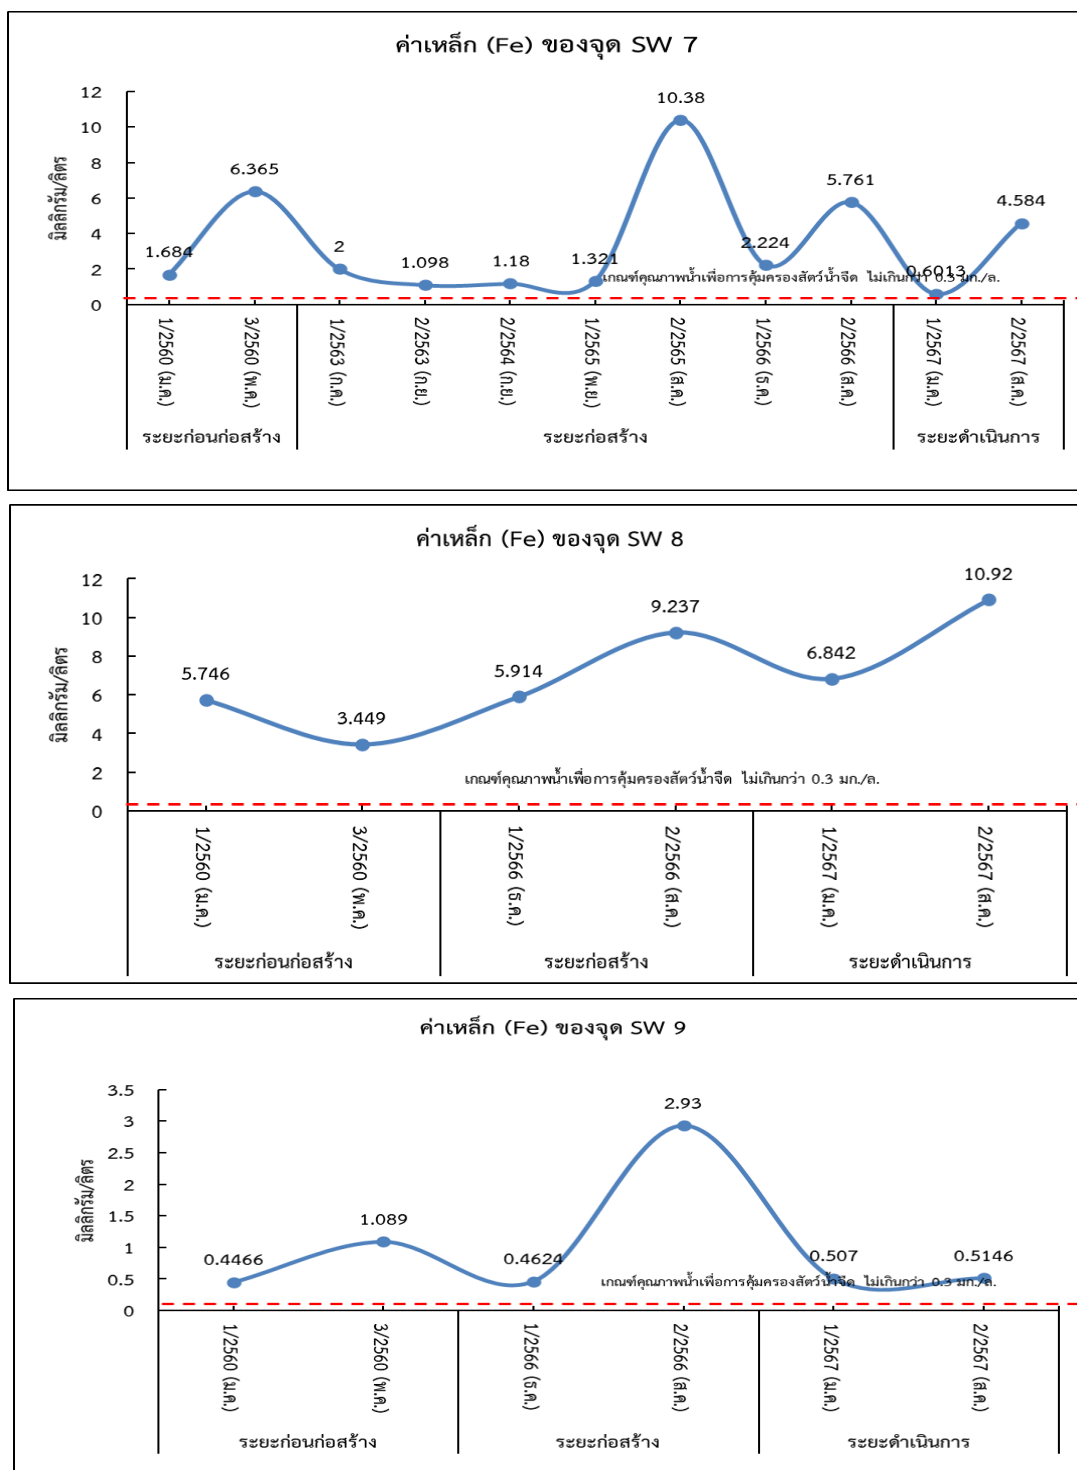 ค่าเหล็ก (Fe) ของจุด SW 7
มิลลิกรัม/ลิตร
12
10
8
6
4
2
0
1.684
6.365
2
1.098
1.18
1.321
10.38
2.224
5.761
0.6013
4.584
เกณฑ์คุณภาพน้ำเพื่อการคุ้มครองสัตว์น้ำจืด ไม่เกินกว่า 0.3 มก./ล.
1/2560 (ม.ค.)
3/2560 (พ.ค.)
1/2563 (ก.ค.)
2/2563 (ก.ย.)
2/2564 (ก.ย.)
1/2565 (พ.ย.)
2/2565 (ส.ค.)
1/2566 (ธ.ค.)
2/2566 (ส.ค.)
1/2567 (ม.ค.)
2/2567 (ส.ค.)
ระยะก่อนก่อสร้าง
ระยะก่อสร้าง
ระยะดำเนินการ
ค่าเหล็ก (Fe) ของจุด SW 8
มิลลิกรัม/ลิตร
12
10
8
6
4
2
0
5.746
3.449
5.914
9.237
6.842
10.92
เกณฑ์คุณภาพน้ำเพื่อการคุ้มครองสัตว์น้ำจืด ไม่เกินกว่า 0.3 มก./ล.
1/2560 (ม.ค.)
3/2560 (พ.ค.)
1/2566 (ธ.ค.)
2/2566 (ส.ค.)
1/2567 (ม.ค.)
2/2567 (ส.ค.)
ระยะก่อนก่อสร้าง
ระยะก่อสร้าง
ระยะดำเนินการ
ค่าเหล็ก (Fe) ของจุด SW 9
มิลลิกรัม/ลิตร
3.5
3
2.5
2
1.5
1
0.5
0
0.4466
1.089
0.4624
2.93
0.507
0.5146
เกณฑ์คุณภาพน้ำเพื่อการคุ้มครองสัตว์น้ำจืด ไม่เกินกว่า 0.3 มก./ล.
1/2560 (ม.ค.)
3/2560 (พ.ค.)
1/2566 (ธ.ค.)
2/2566 (ส.ค.)
1/2567 (ม.ค.)
2/2567 (ส.ค.)
ระยะก่อนก่อสร้าง
ระยะก่อสร้าง
ระยะดำเนินการ